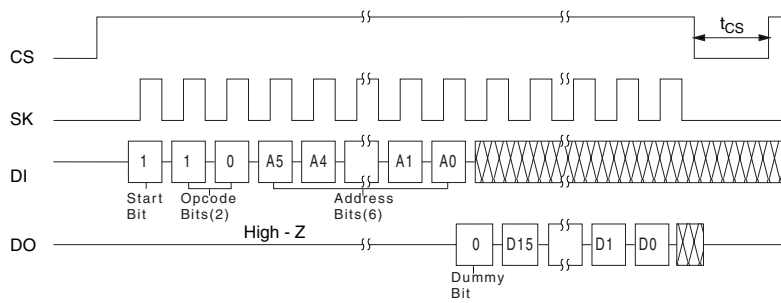 CS
tCS
SK
DI
1 1 0 A5 A4 A1 A0
Start
Bit
Opcode
Bits(2)
Address
Bits(6)
High - Z
DO
0 D15 D1 D0
Dummy
Bit